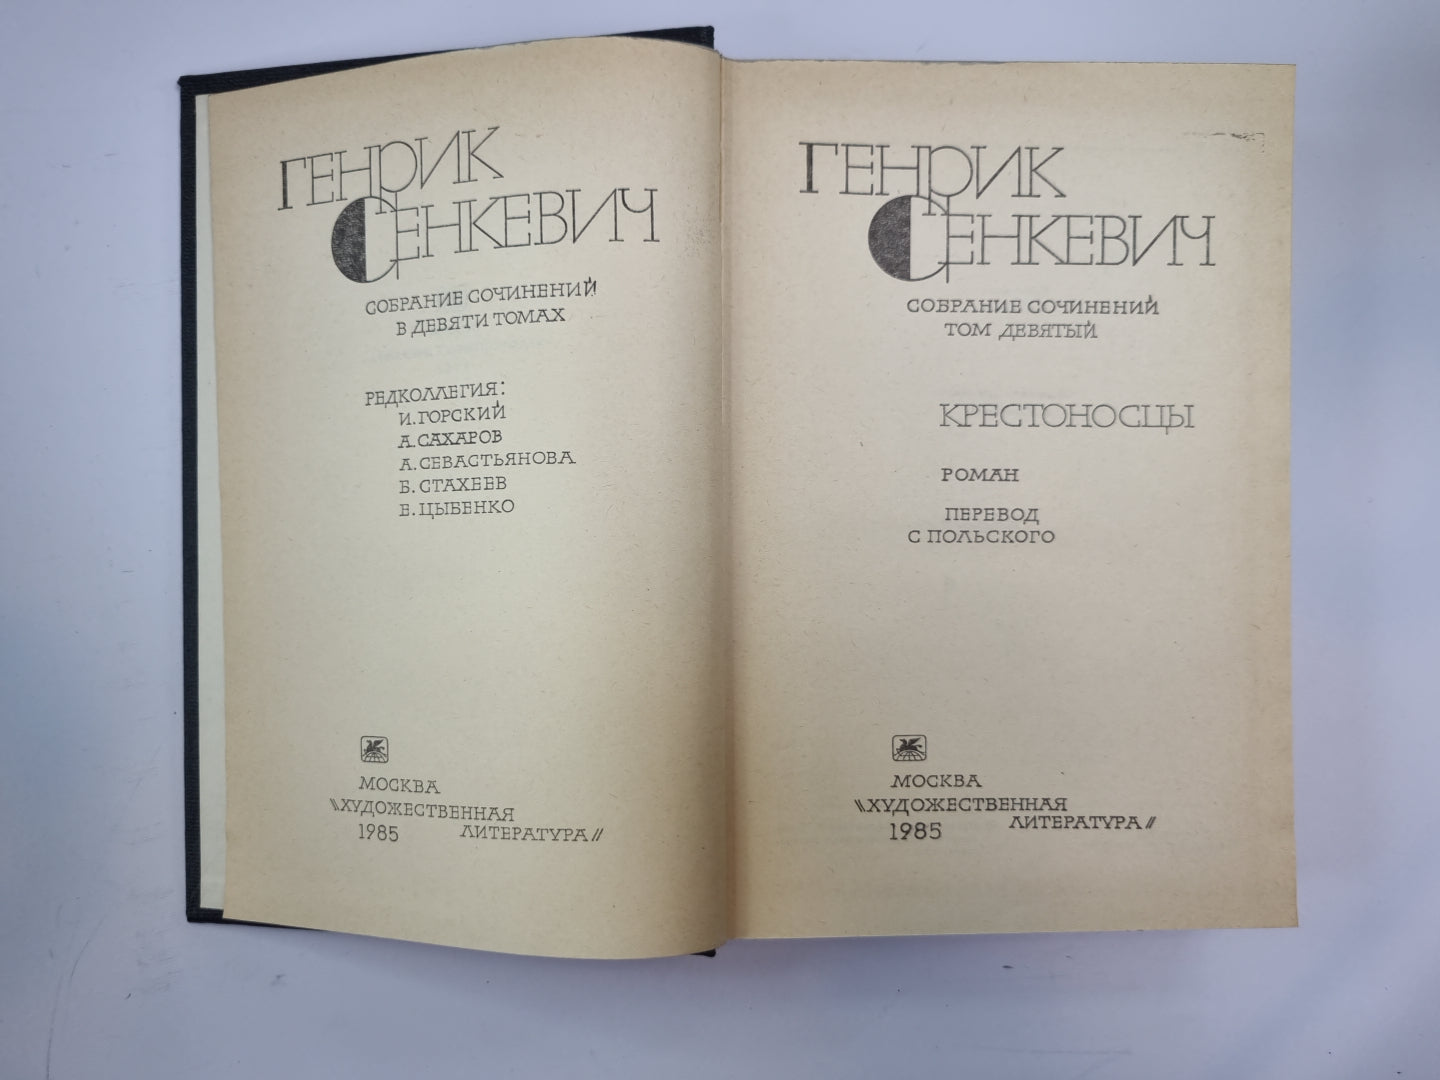 ГЕНРИК
СЕНКЕВИЧ
СОБРАНИЕ СОЧИНЕНИЙ
В ДЕВЯТИ ТОМАХ
РЕДКОЛЛЕГИЯ:
И. ГОРСКИЙ
А. САХАРОВ
А. СЕВАСТЬЯНОВА
Б. СТАХЕЕВ
Е. ЦЫБЕНКО
МОСКВА
"ХУДОЖЕСТВЕННАЯ
ЛИТЕРАТУРА"
1985
ГЕНРИК
СЕНКЕВИЧ
СОБРАНИЕ СОЧИНЕНИЙ
ТОМ ДЕВЯТЫЙ
КРЕСТОНОСЦЫ
РОМАН
ПЕРЕВОД
С ПОЛЬСКОГО
МОСКВА
"ХУДОЖЕСТВЕННАЯ
ЛИТЕРАТУРА"
1985